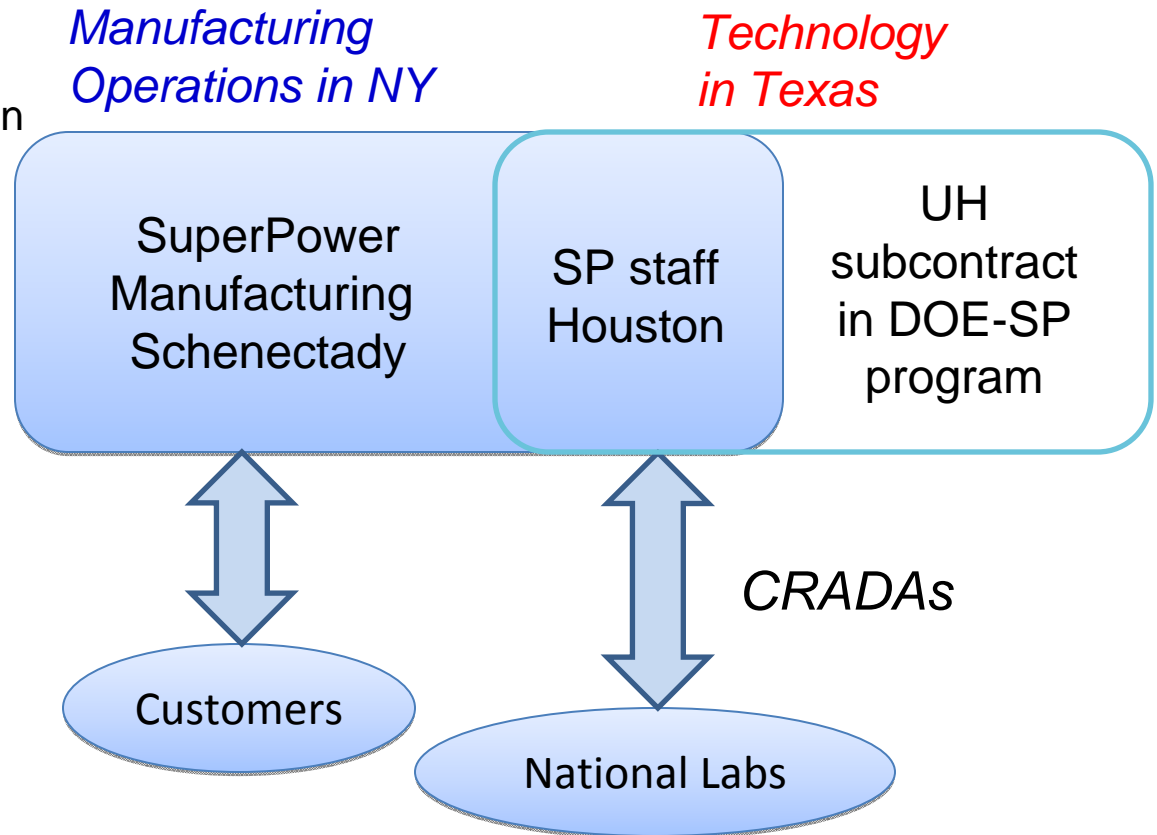 Manufacturing
Operations in NY
Technology
in Texas
n
SuperPower
Manufacturing
Schenectady
SP staff
Houston
UH
subcontract
in DOE-SP
program
CRADAs
Customers
National Labs